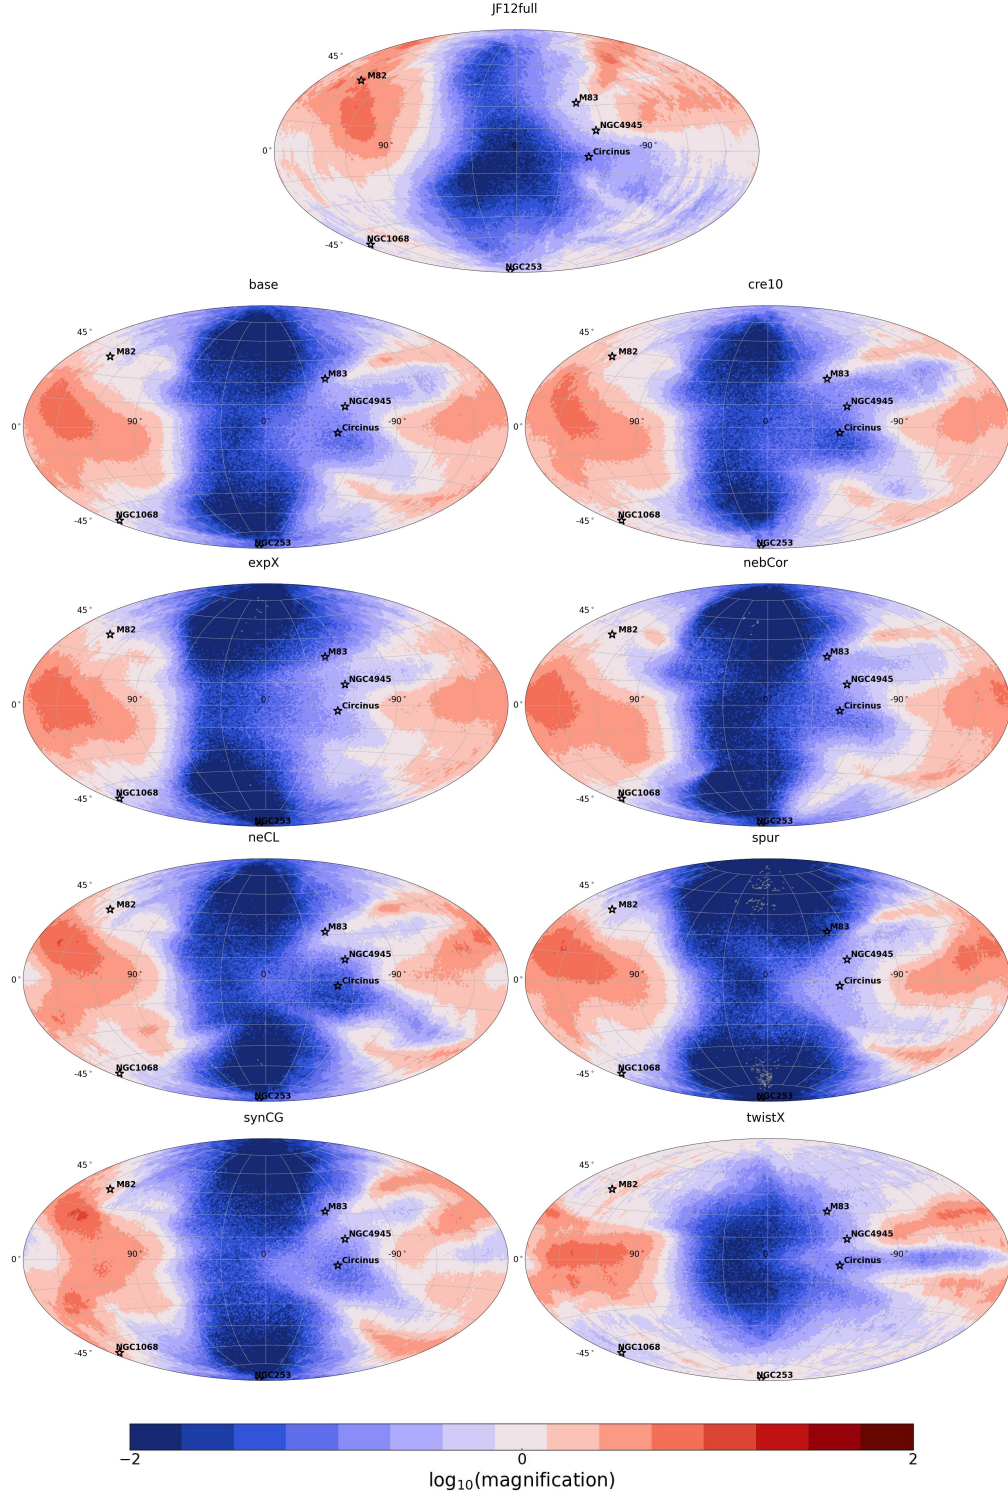 JF12full
45°
M82
M83
NGC4945
0° 90° 0° -90°
Circinus
-45° NGC1068
NGC253
base cre10
45° M82 45° M82
M83 M83
NGC4945 NGC4945
0° 90° 0° -90° 0° 90° 0° -90°
Circinus Circinus
-45° NGC1068 -45° NGC1068
NGC253 NGC253
expX nebCor
45° M82 45° M82
M83 M83
NGC4945 NGC4945
0° 90° 0° -90° 0° 90° 0° -90°
Circinus Circinus
-45° NGC1068 -45° NGC1068
NGC253 NGC253
neCL spur
45° M82 45° M82
M83 M83
NGC4945 NGC4945
0° 90° 0° -90° 0° 90° 0° -90°
Circinus Circinus
-45° NGC1068 -45° NGC1068
NGC253 NGC253
synCG twistX
45° M82 45° M82
M83 M83
NGC4945 NGC4945
0° 90° 0° -90° 0° 90° 0° -90°
Circinus Circinus
-45° NGC1068 -45° NGC1068
NGC253 NGC253
−2 0 2
log₁₀(magnification)